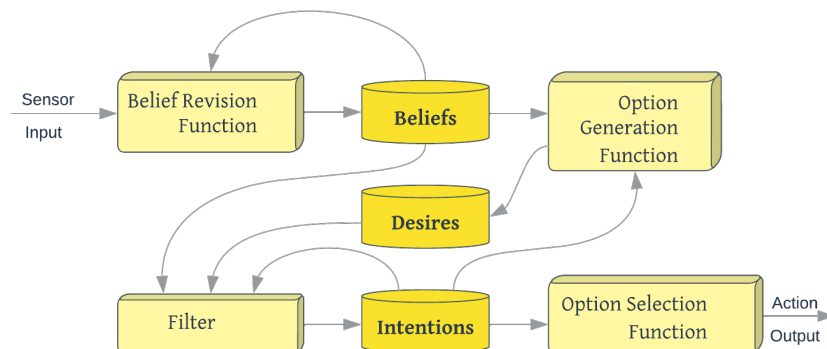 Sensor
Input
Belief Revision
Function
Beliefs
Option
Generation
Function
Desires
Filter
Intentions
Option Selection
Function
Action
Output